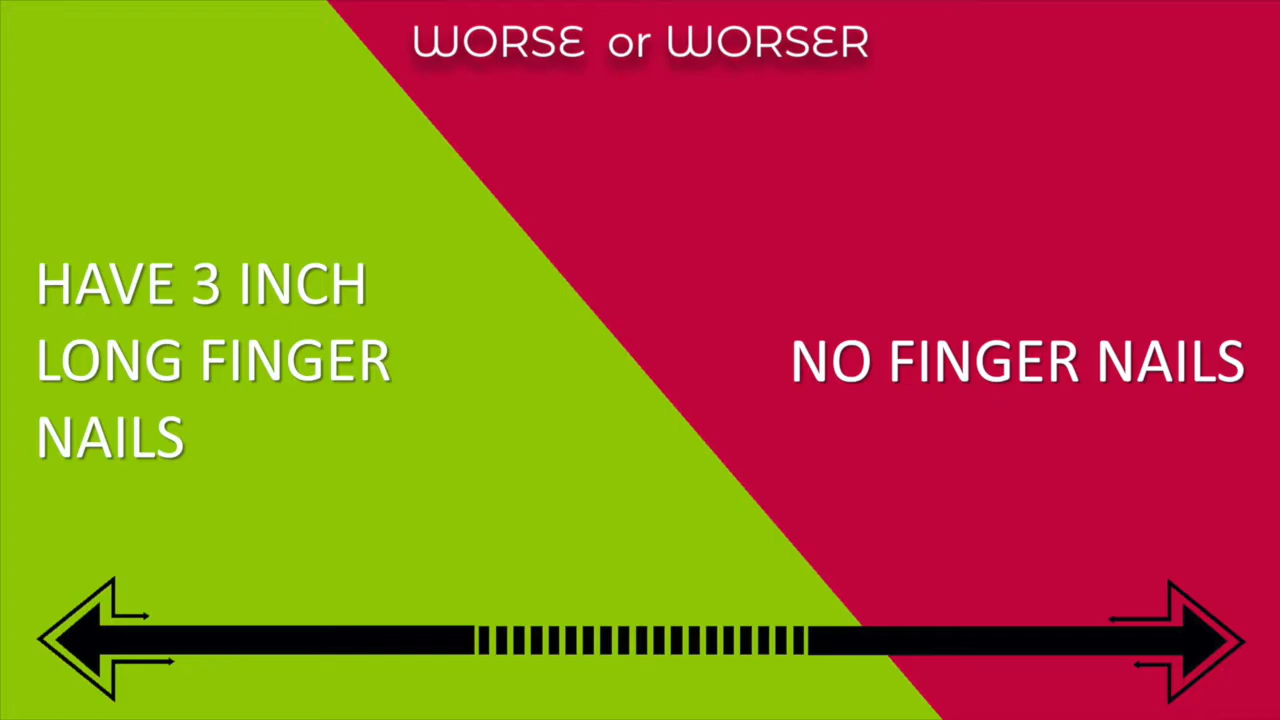 WORSE or WORSER
HAVE 3 INCH
LONG FINGER
NAILS
NO FINGER NAILS